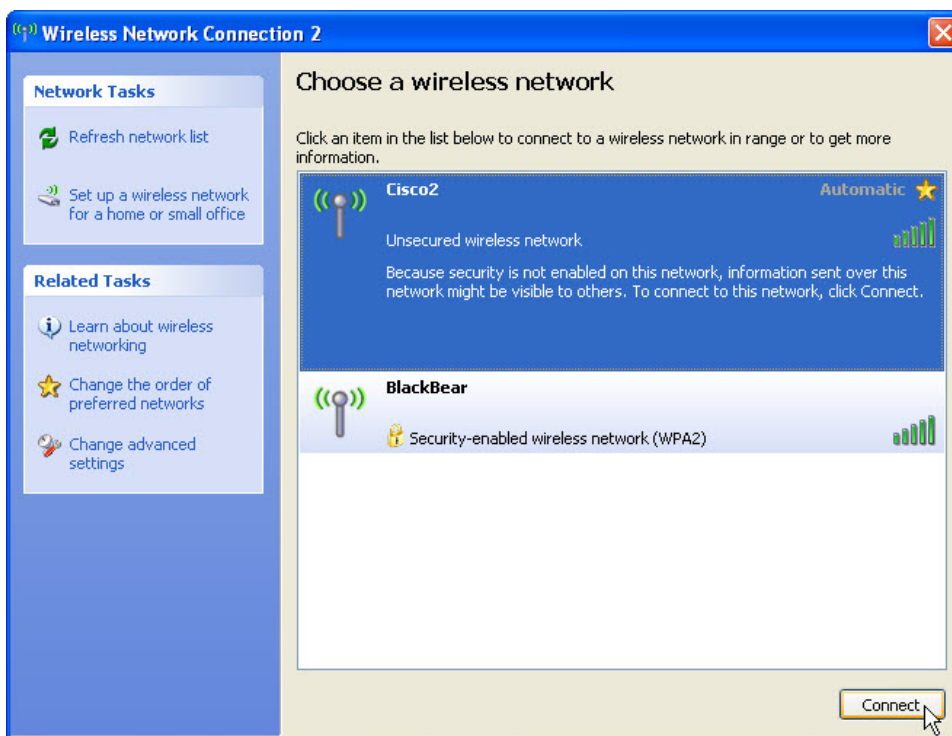 Wireless Network Connection 2
Network Tasks
Refresh network list
Set up a wireless network
for a home or small office
Related Tasks
Learn about wireless
networking
Change the order of
preferred networks
Change advanced
settings
Choose a wireless network
Click an item in the list below to connect to a wireless network in range or to get more
information.
Cisco2 Automatic
Unsecured wireless network
Because security is not enabled on this network, information sent over this
network might be visible to others. To connect to this network, click Connect.
BlackBear
Security-enabled wireless network (WPA2)
Connect